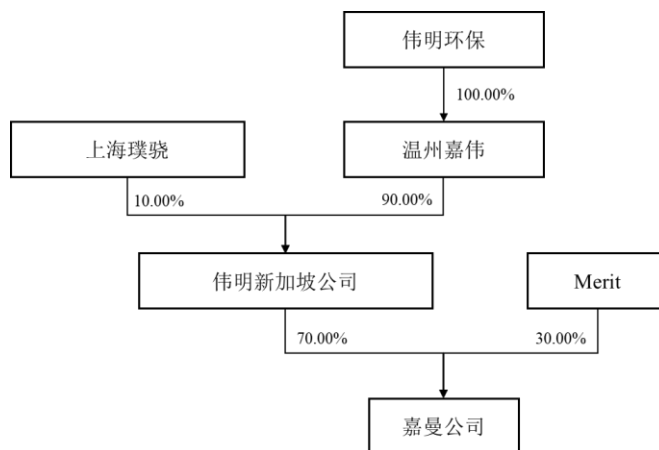 伟明环保
100.00%
上海璞骁
温州嘉伟
10.00%
90.00%
伟明新加坡公司
Merit
70.00%
30.00%
嘉曼公司